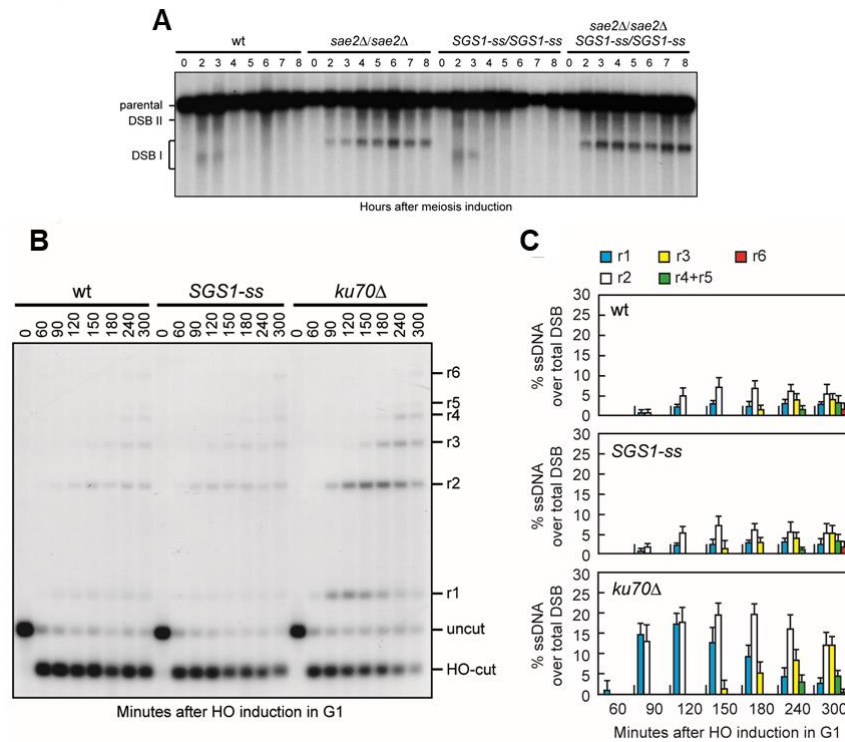 A
wt sae2Δ/sae2Δ SGS1-ss/SGS1-ss sae2Δ/sae2Δ
SGS1-ss/SGS1-ss
0 2 3 4 5 6 7 8 0 2 3 4 5 6 7 8 0 2 3 4 5 6 7 8 0 2 3 4 5 6 7 8
parental
DSB II
DSB I
Hours after meiosis induction
B
wt SGS1-ss ku70Δ
0 60 90 120 150 180 240 300 0 60 90 120 150 180 240 300 0 60 90 120 150 180 240 300
r6
r5
r4
r3
r2
r1
uncut
HO-cut
Minutes after HO induction in G1
C
r1 r3 r6
r2 r4+r5
% ssDNA
over total DSB
30
25
20
15
10
5
0
wt
% ssDNA
over total DSB
30
25
20
15
10
5
0
SGS1-ss
% ssDNA
over total DSB
30
25
20
15
10
5
0
ku70Δ
60 90 120 150 180 240 300
Minutes after HO induction in G1